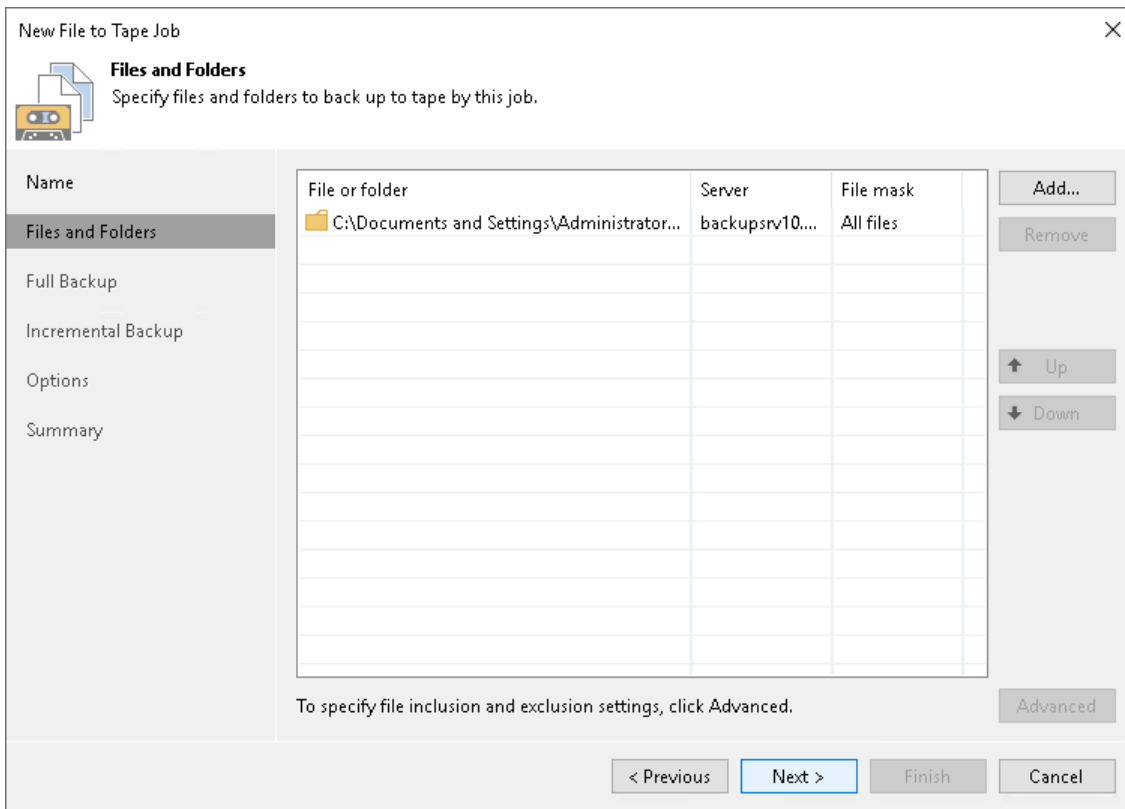 New File to Tape Job
Files and Folders
Specify files and folders to back up to tape by this job.
Name
Files and Folders
Full Backup
Incremental Backup
Options
Summary
File or folder Server File mask
C:\Documents and Settings\Administrator... backupsrv10.... All files
Add...
Remove
Up
Down
To specify file inclusion and exclusion settings, click Advanced.
Advanced
< Previous Next > Finish Cancel